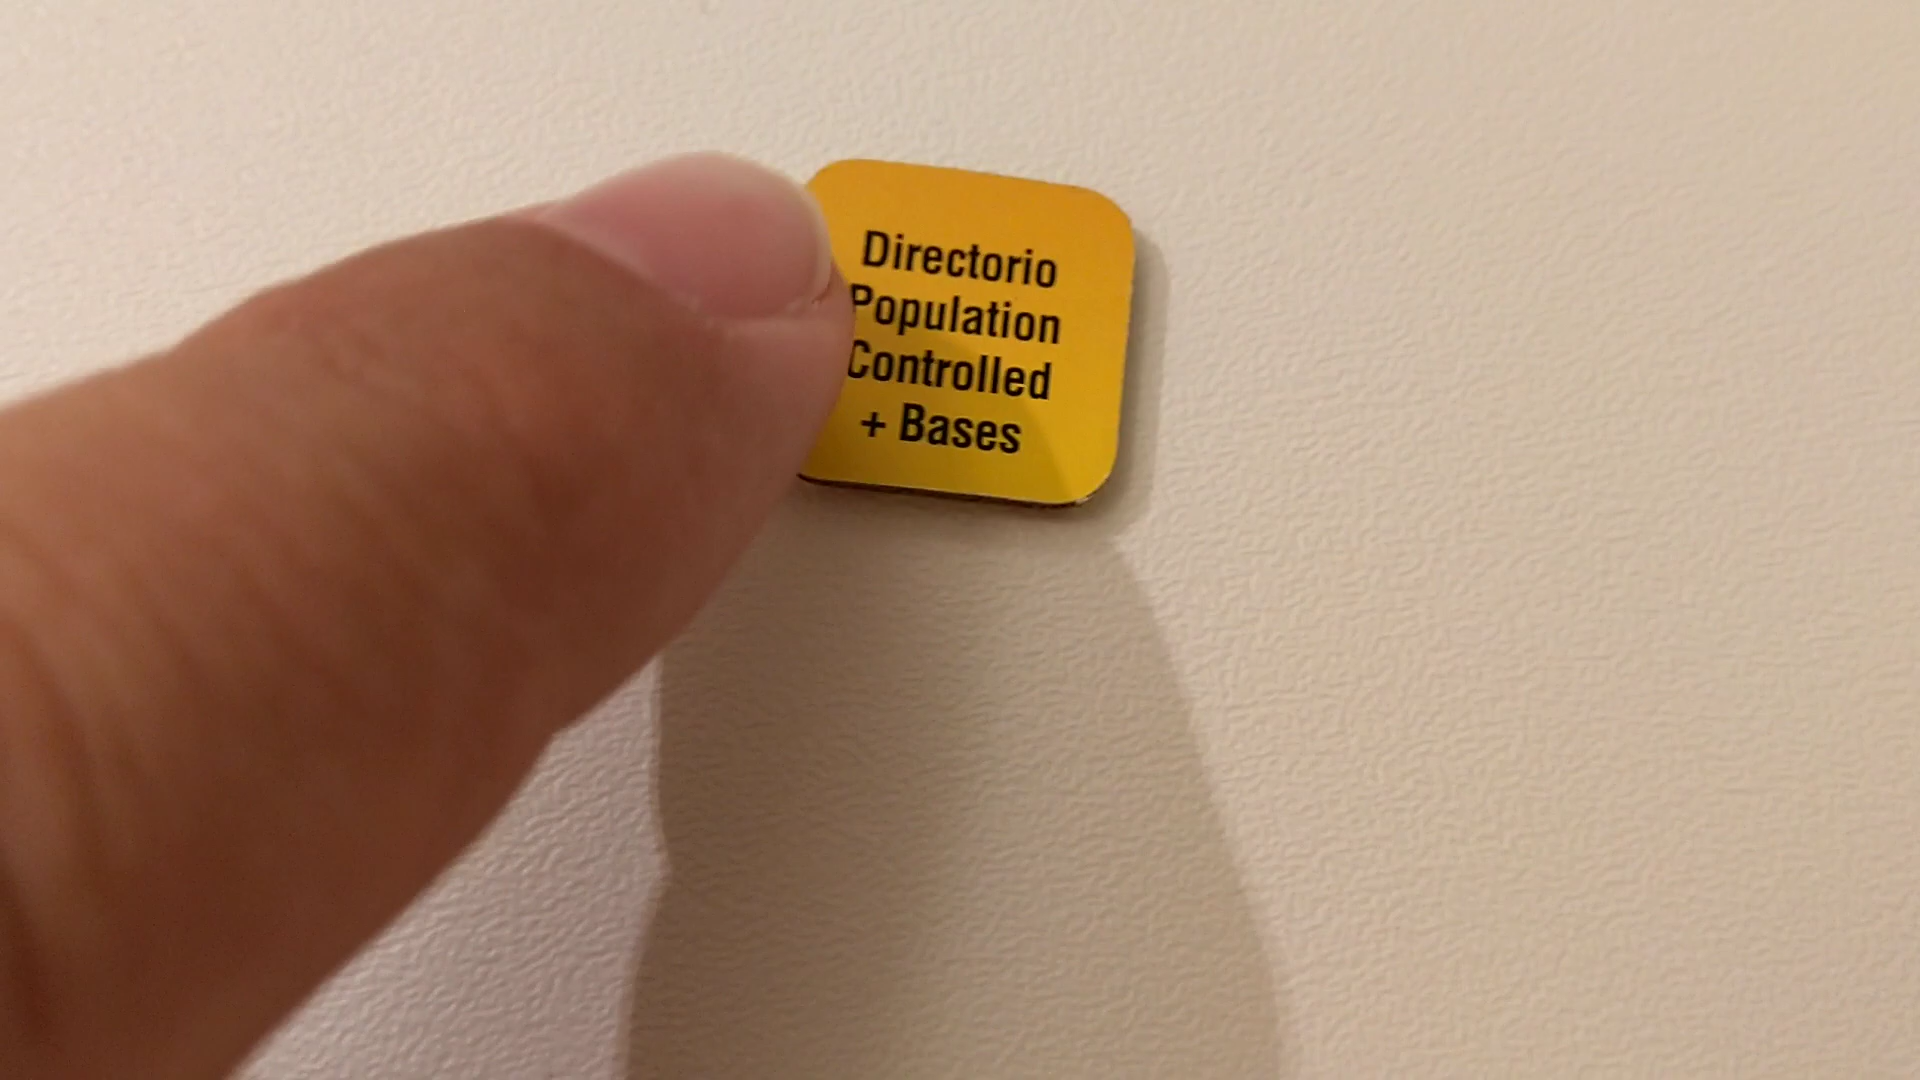 Directorio
Population
Controlled
+ Bases